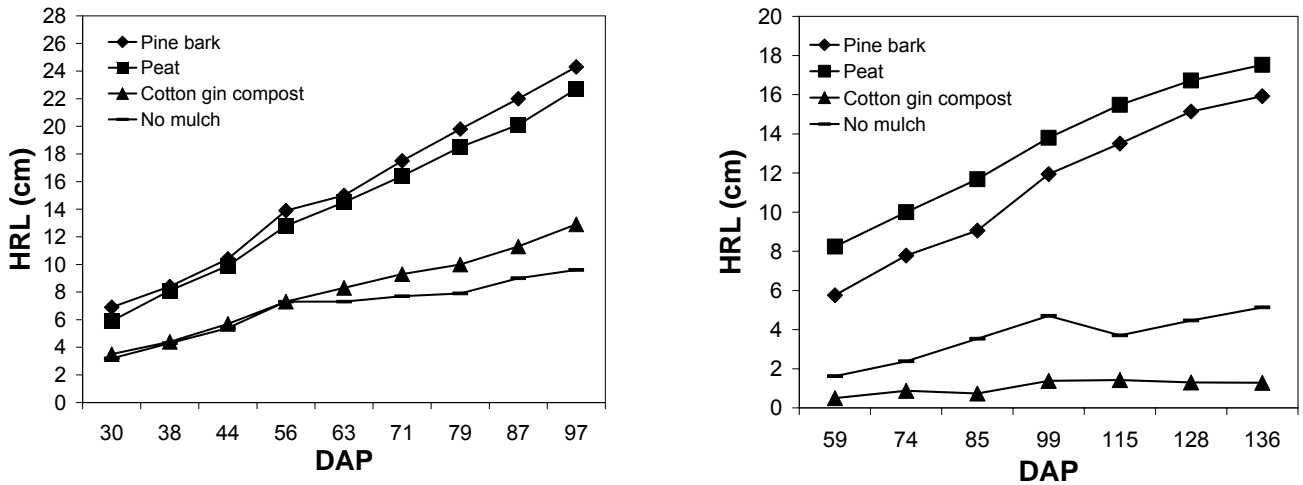 28
26
24
22
20
18
16
14
12
10
8
6
4
2
0
HRL (cm)
Pine bark
Peat
Cotton gin compost
No mulch
30 38 44 56 63 71 79 87 97
DAP
20
18
16
14
12
10
8
6
4
2
0
HRL (cm)
Pine bark
Peat
Cotton gin compost
No mulch
59 74 85 99 115 128 136
DAP